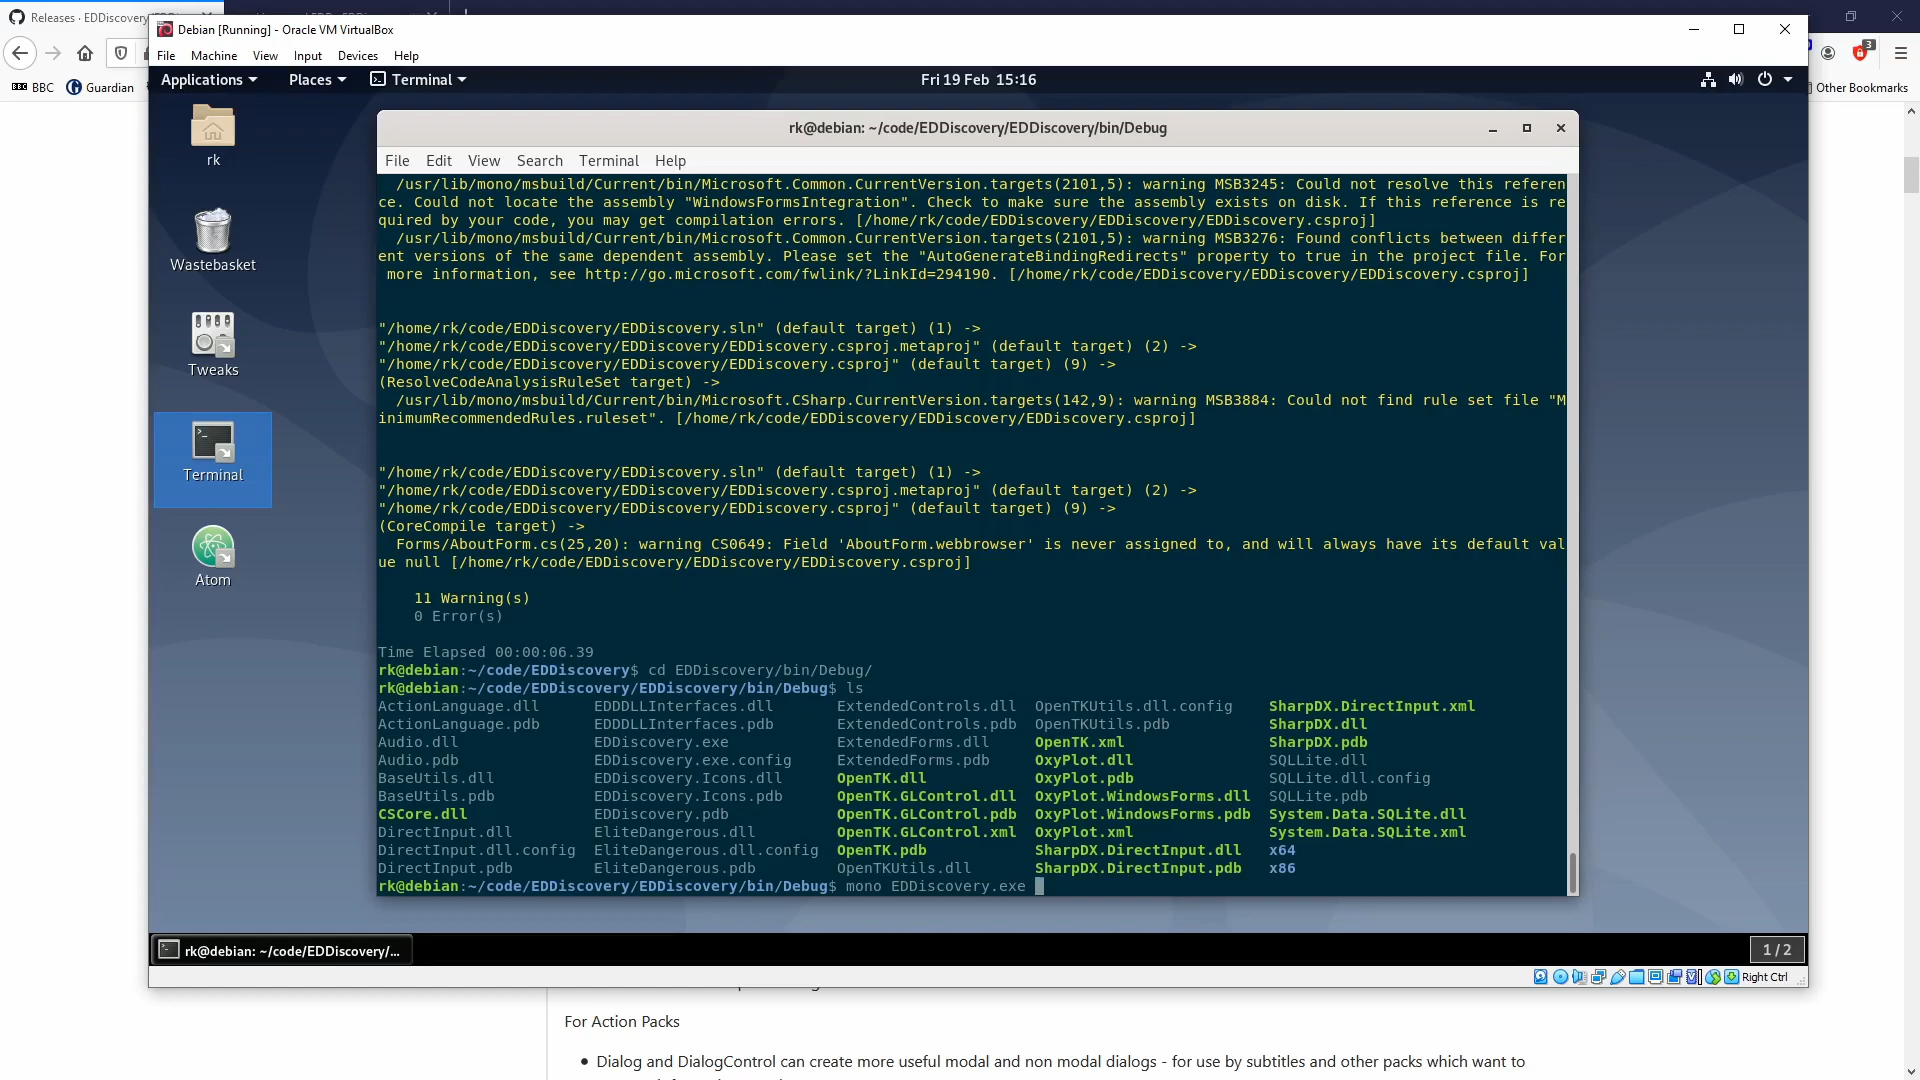 Releases · EDDiscovery
Debian [Running] - Oracle VM VirtualBox
File Machine View Input Devices Help
Applications Places Terminal Fri 19 Feb 15:16
BBC Guardian Other Bookmarks
3
rk
Wastebasket
Tweaks
Terminal
Atom
rk@debian: ~/code/EDDiscovery/EDDiscovery/bin/Debug
File Edit View Search Terminal Help
/usr/lib/mono/msbuild/Current/bin/Microsoft.Common.CurrentVersion.targets(2101,5): warning MSB3245: Could not resolve this referen
ce. Could not locate the assembly "WindowsFormsIntegration". Check to make sure the assembly exists on disk. If this reference is re
quired by your code, you may get compilation errors. [/home/rk/code/EDDiscovery/EDDiscovery/EDDiscovery.csproj]
/usr/lib/mono/msbuild/Current/bin/Microsoft.Common.CurrentVersion.targets(2101,5): warning MSB3276: Found conflicts between differ
ent versions of the same dependent assembly. Please set the "AutoGenerateBindingRedirects" property to true in the project file. For
more information, see http://go.microsoft.com/fwlink/?LinkId=294190. [/home/rk/code/EDDiscovery/EDDiscovery/EDDiscovery.csproj]
"/home/rk/code/EDDiscovery/EDDiscovery.sln" (default target) (1) ->
"/home/rk/code/EDDiscovery/EDDiscovery/EDDiscovery.csproj.metaproj" (default target) (2) ->
"/home/rk/code/EDDiscovery/EDDiscovery/EDDiscovery.csproj" (default target) (9) ->
(ResolveCodeAnalysisRuleSet target) ->
/usr/lib/mono/msbuild/Current/bin/Microsoft.CSharp.CurrentVersion.targets(142,9): warning MSB3884: Could not find rule set file "M
inimumRecommendedRules.ruleset". [/home/rk/code/EDDiscovery/EDDiscovery/EDDiscovery.csproj]
"/home/rk/code/EDDiscovery/EDDiscovery.sln" (default target) (1) ->
"/home/rk/code/EDDiscovery/EDDiscovery/EDDiscovery.csproj.metaproj" (default target) (2) ->
"/home/rk/code/EDDiscovery/EDDiscovery/EDDiscovery.csproj" (default target) (9) ->
(CoreCompile target) ->
Forms/AboutForm.cs(25,20): warning CS0649: Field 'AboutForm.webbrowser' is never assigned to, and will always have its default val
ue null [/home/rk/code/EDDiscovery/EDDiscovery/EDDiscovery.csproj]
11 Warning(s)
0 Error(s)
Time Elapsed 00:00:06.39
rk@debian:~/code/EDDiscovery$ cd EDDiscovery/bin/Debug/
rk@debian:~/code/EDDiscovery/EDDiscovery/bin/Debug$ ls
ActionLanguage.dll EDDDLLInterfaces.dll ExtendedControls.dll OpenTKUtils.dll.config SharpDX.DirectInput.xml
ActionLanguage.pdb EDDDLLInterfaces.pdb ExtendedControls.pdb OpenTKUtils.pdb SharpDX.dll
Audio.dll EDDiscovery.exe ExtendedForms.dll OpenTK.xml SharpDX.pdb
Audio.pdb EDDiscovery.exe.config ExtendedForms.pdb OxyPlot.dll SQLLite.dll
BaseUtils.dll EDDiscovery.Icons.dll OpenTK.dll OxyPlot.pdb SQLLite.dll.config
BaseUtils.pdb EDDiscovery.Icons.pdb OpenTK.GLControl.dll OxyPlot.WindowsForms.dll SQLLite.pdb
CSCore.dll EDDiscovery.pdb OpenTK.GLControl.pdb OxyPlot.WindowsForms.pdb System.Data.SQLite.dll
DirectInput.dll EliteDangerous.dll OpenTK.GLControl.xml OxyPlot.xml System.Data.SQLite.xml
DirectInput.dll.config EliteDangerous.dll.config OpenTK.pdb SharpDX.DirectInput.dll x64
DirectInput.pdb EliteDangerous.pdb OpenTKUtils.dll SharpDX.DirectInput.pdb x86
rk@debian:~/code/EDDiscovery/EDDiscovery/bin/Debug$ mono EDDiscovery.exe
rk@debian: ~/code/EDDiscovery/...
1 / 2
Right Ctrl
For Action Packs
• Dialog and DialogControl can create more useful modal and non modal dialogs - for use by subtitles and other packs which want to